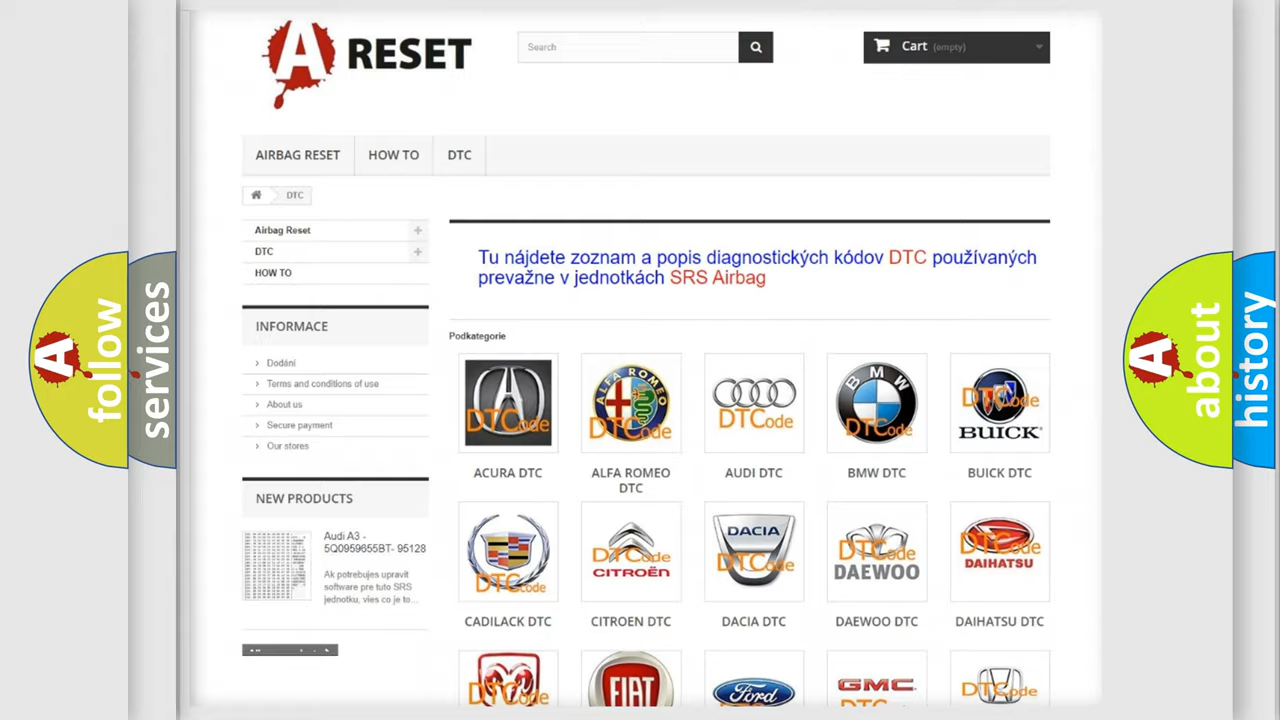 A RESET
Search
Cart (empty)
AIRBAG RESET
HOW TO
DTC
DTC
Airbag Reset
DTC
HOW TO
INFORMACE
Dodání
Terms and conditions of use
About us
Secure payment
Our stores
NEW PRODUCTS
Audi A3 -
5Q0959655BT- 95128
Ak potrebujes upravit
software pre tuto SRS
jednotku, vies co je to...
Tu nájdete zoznam a popis diagnostických kódov DTC používaných
prevažne v jednotkách SRS Airbag
Podkategorie
DTCode
ALFA ROMEO
DTCode
DTCode
BMW
DTCode
DTCode
BUICK
ACURA DTC
ALFA ROMEO
DTC
AUDI DTC
BMW DTC
BUICK DTC
DTCode
DTCode
CITROËN
DACIA
DTCode
DTCode
DAEWOO
DTCode
DAIHATSU
CADILACK DTC
CITROEN DTC
DACIA DTC
DAEWOO DTC
DAIHATSU DTC
DTCode
FIAT
Ford
GMC
DTCode
A follow
services
A about
history